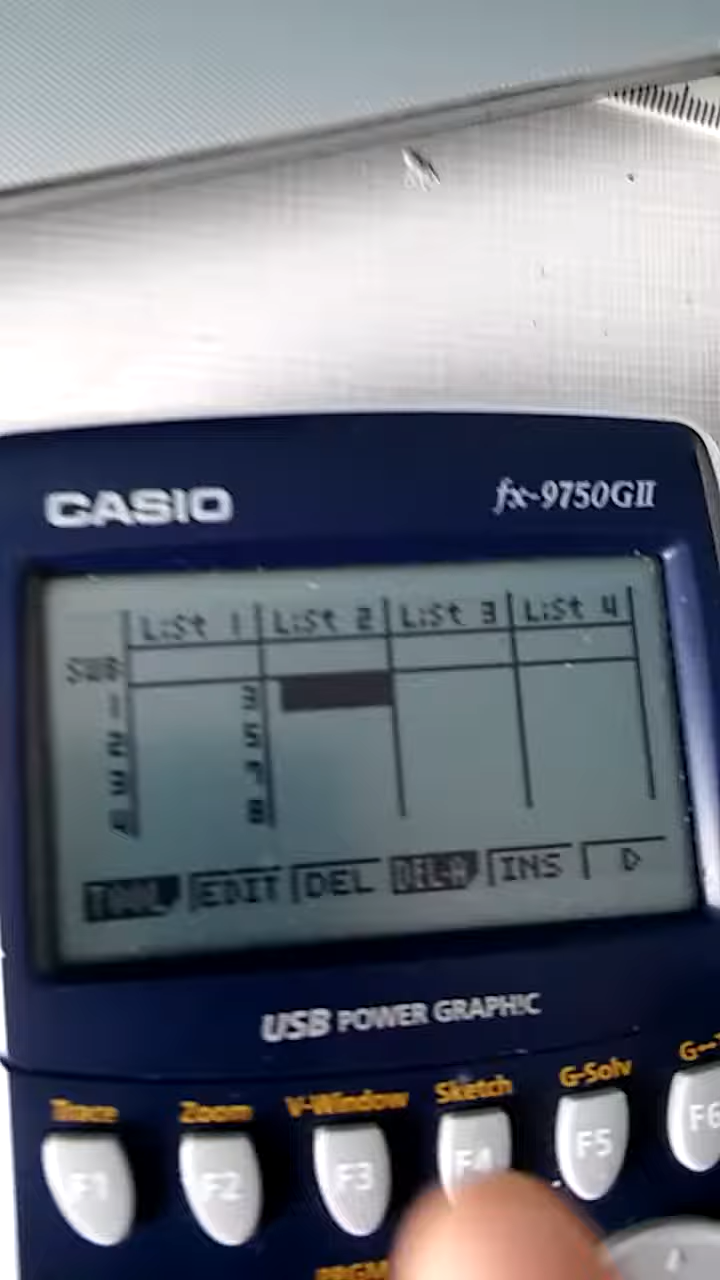 CASIO fx-9750GII
List 1 List 2 List 3 List 4
SUB
1 3
2 5
3 7
4 8
TOOL EDIT DEL DEL-A INS ▷
USB POWER GRAPHIC
Trace Zoom V-Window Sketch G-Solv
F1 F2 F3 F4 F5 F6
PRGM